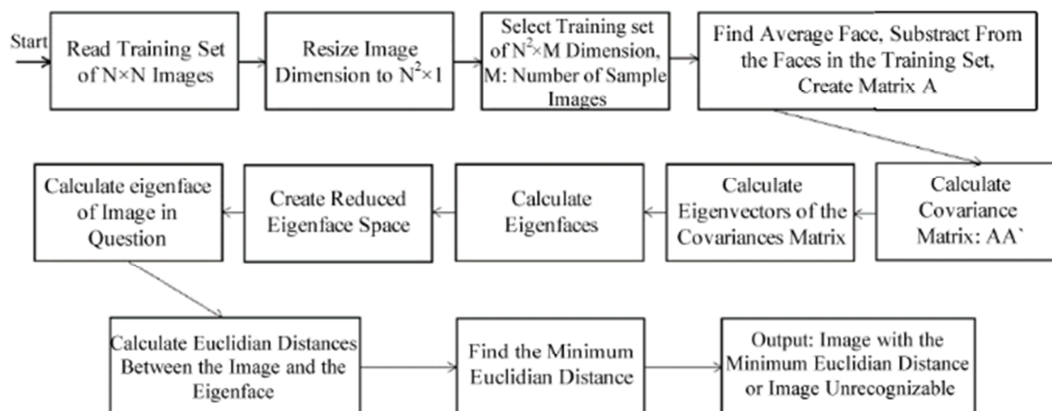 Start
Read Training Set
of N×N Images
Resize Image
Dimension to N²×1
Select Training set
of N²×M Dimension,
M: Number of Sample
Images
Find Average Face, Substract From
the Faces in the Training Set,
Create Matrix A
Calculate
Covariance
Matrix: AA`
Calculate
Eigenvectors of the
Covariances Matrix
Calculate
Eigenfaces
Create Reduced
Eigenface Space
Calculate eigenface
of Image in
Question
Calculate Euclidian Distances
Between the Image and the
Eigenface
Find the Minimum
Euclidian Distance
Output: Image with the
Minimum Euclidian Distance
or Image Unrecognizable